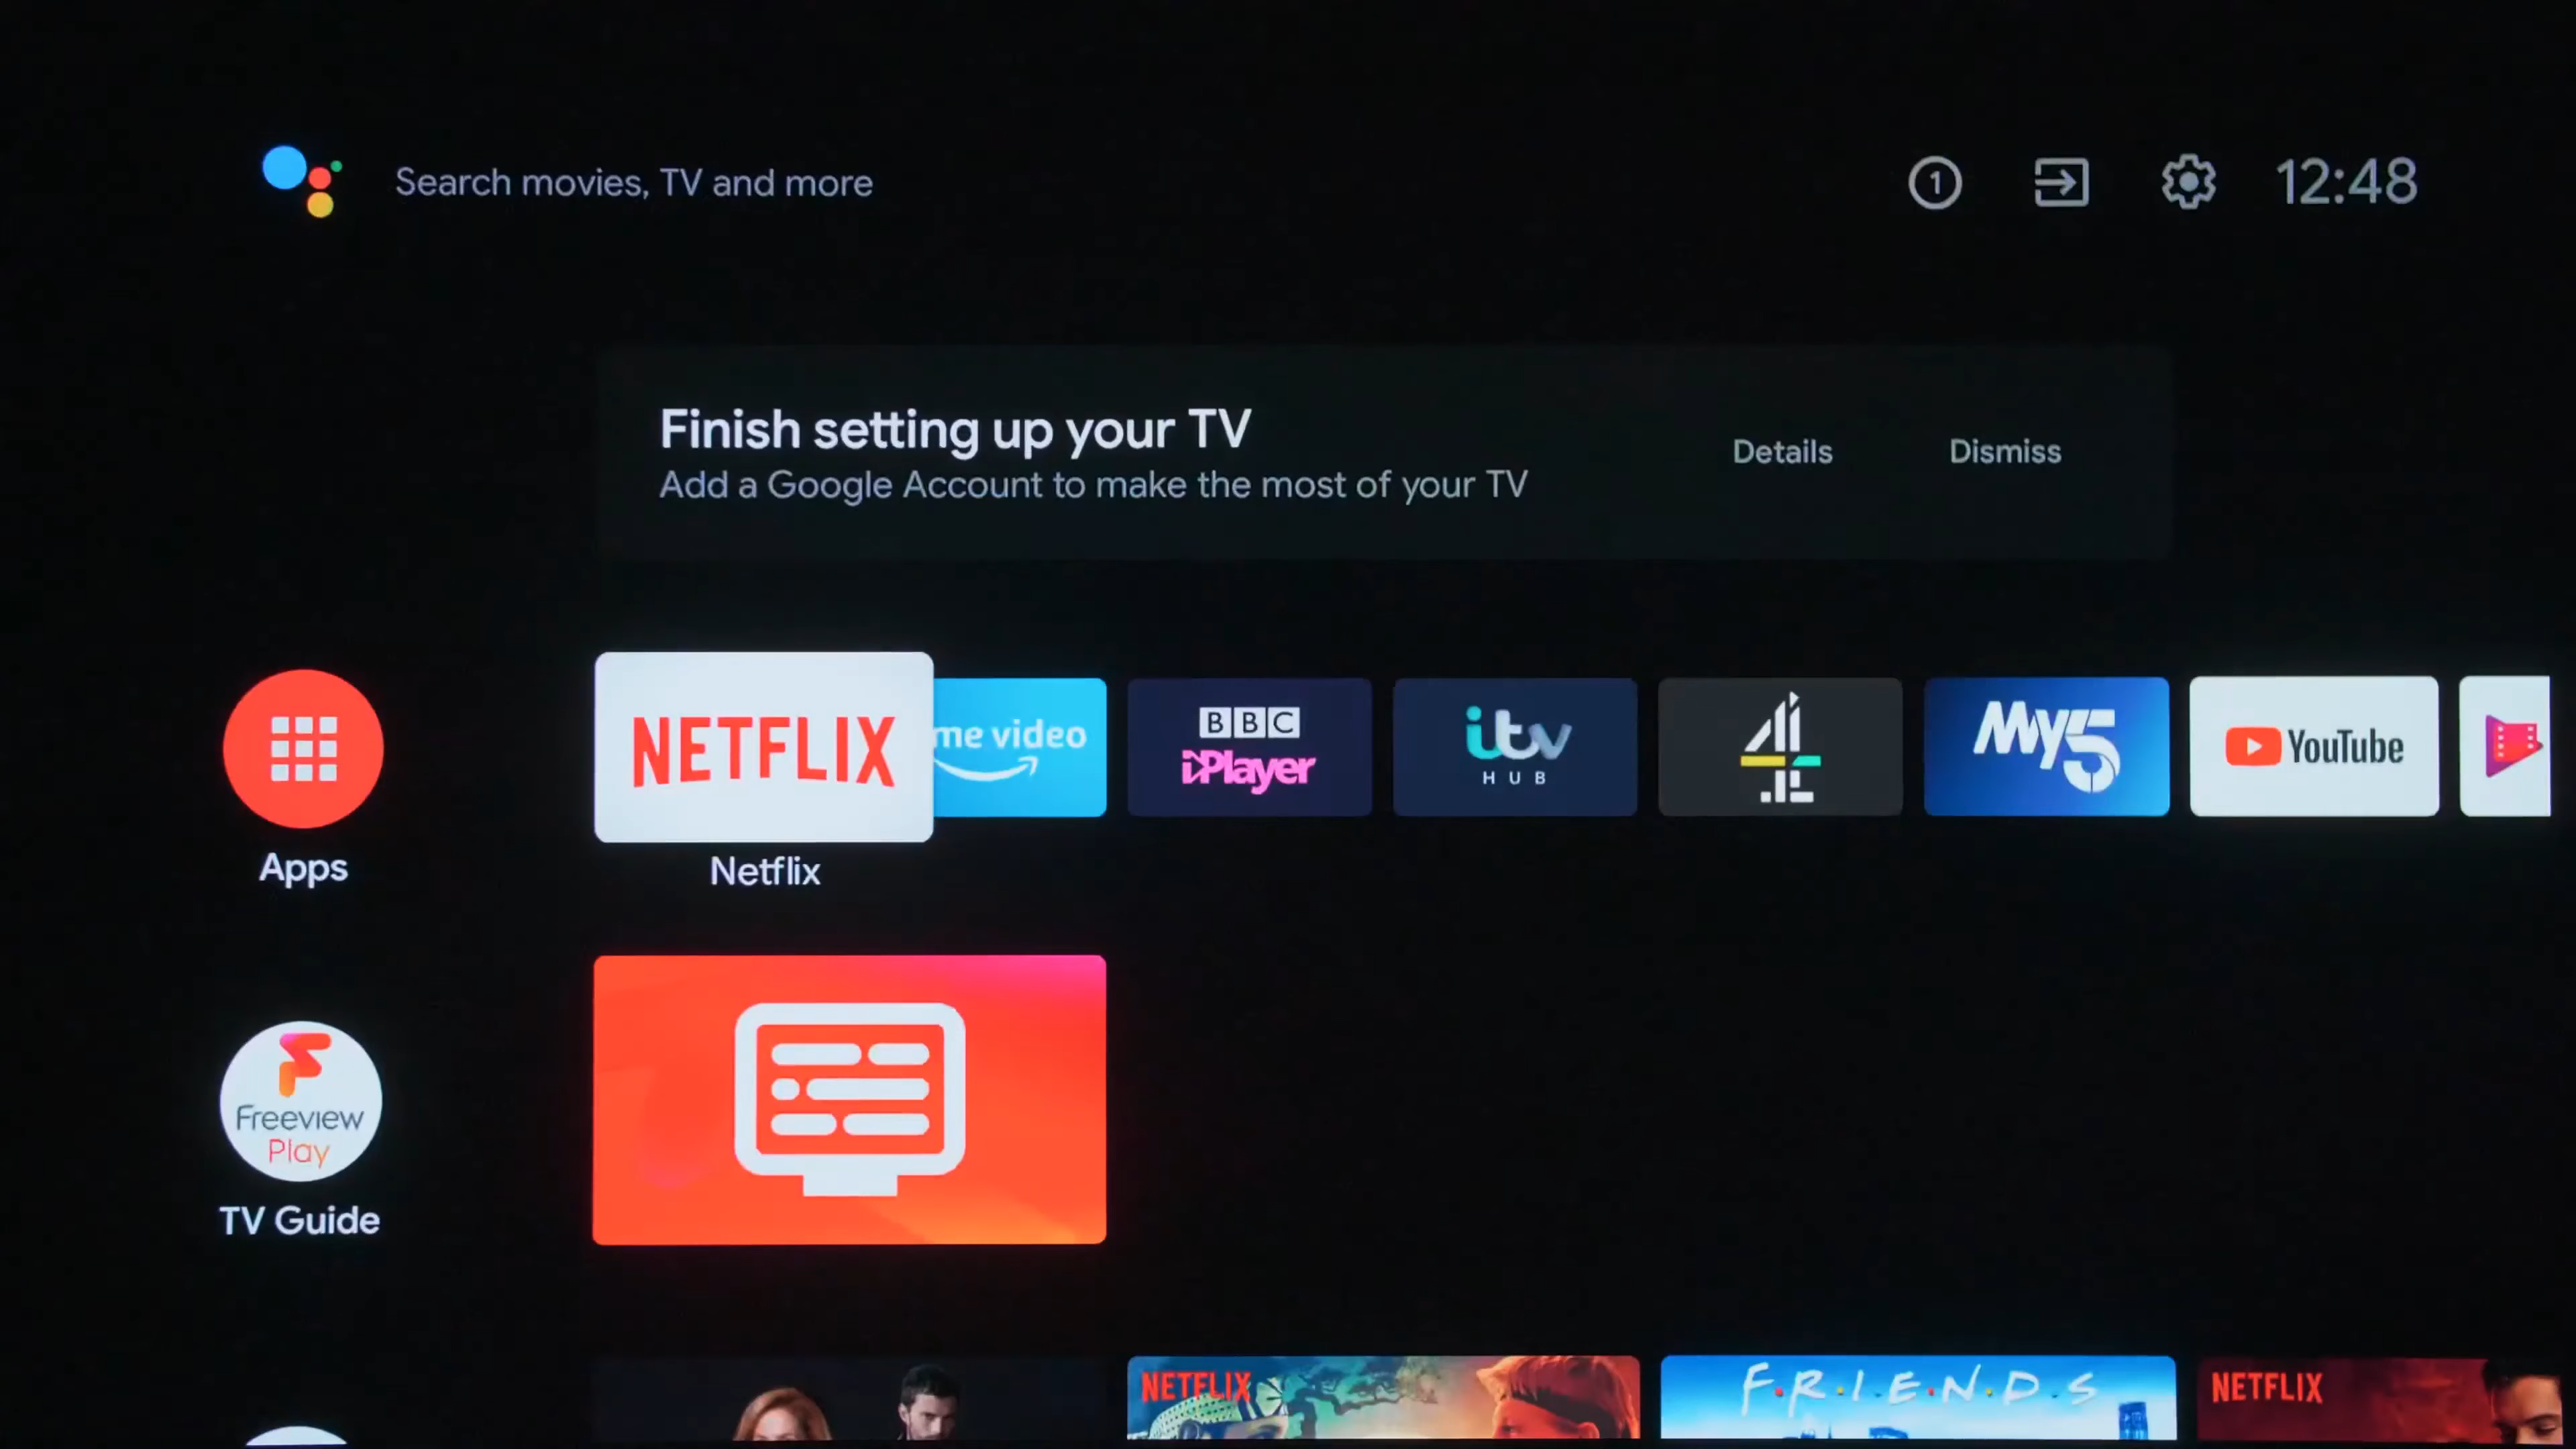 Search movies, TV and more
1
12:48
Finish setting up your TV
Add a Google Account to make the most of your TV
Details
Dismiss
NETFLIX
me video
BBC
iPlayer
itv
HUB
4
My5
YouTube
Apps
Netflix
Freeview
Play
TV Guide
NETFLIX
F·R·I·E·N·D·S
NETFLIX